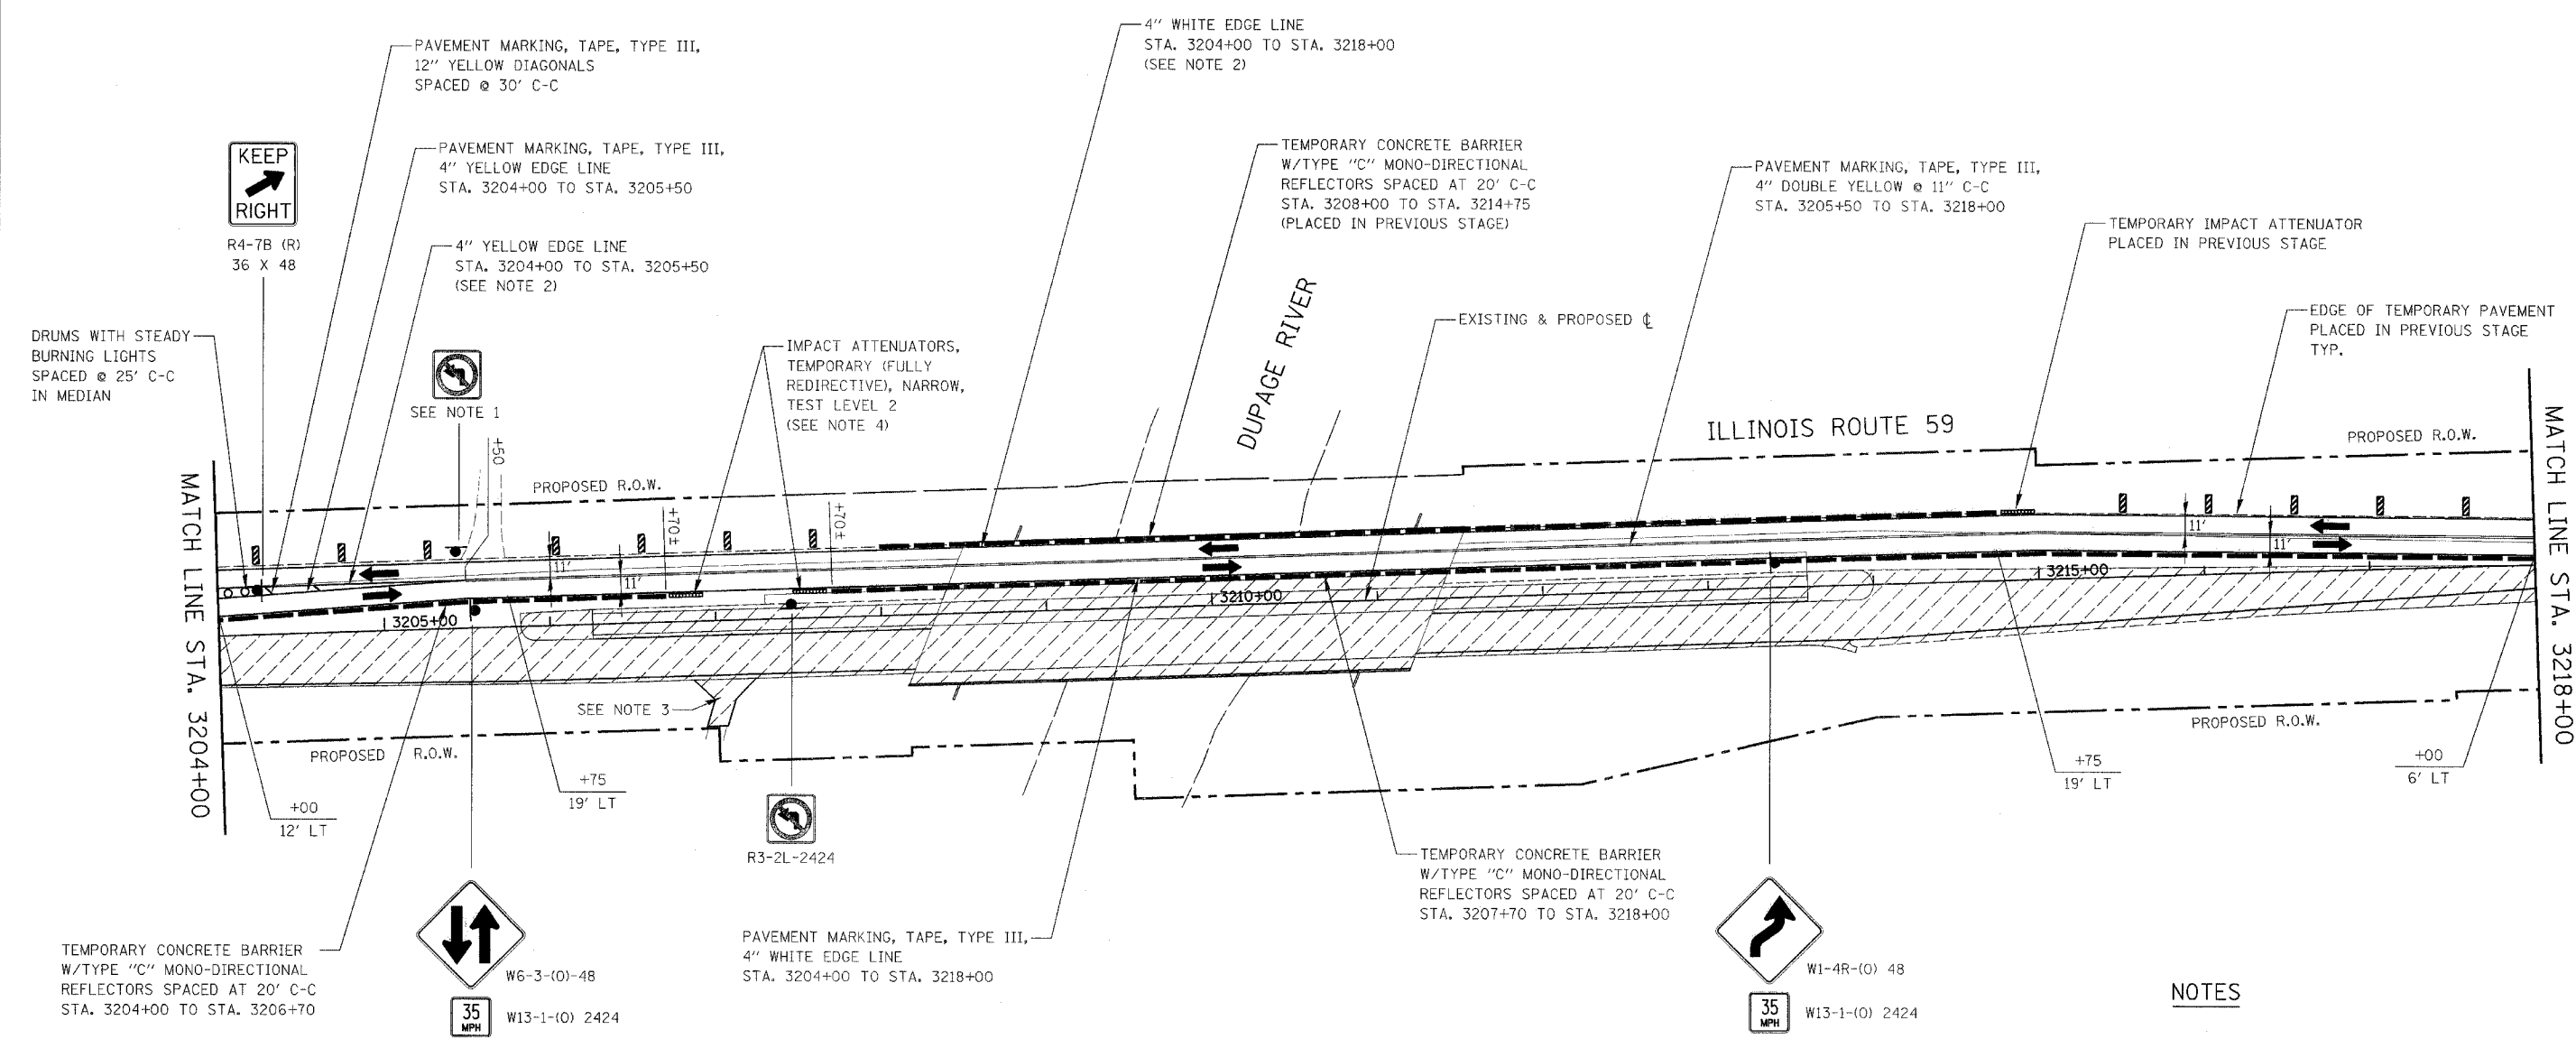 4" WHITE EDGE LINE
STA. 3204+00 TO STA. 3218+00
(SEE NOTE 2)
PAVEMENT MARKING, TAPE, TYPE III,
12" YELLOW DIAGONALS
SPACED @ 30' C-C
KEEP
RIGHT
R4-7B (R)
36 X 48
PAVEMENT MARKING, TAPE, TYPE III,
4" YELLOW EDGE LINE
STA. 3204+00 TO STA. 3205+50
TEMPORARY CONCRETE BARRIER
W/TYPE "C" MONO-DIRECTIONAL
REFLECTORS SPACED AT 20' C-C
STA. 3208+00 TO STA. 3214+75
(PLACED IN PREVIOUS STAGE)
PAVEMENT MARKING, TAPE, TYPE III,
4" DOUBLE YELLOW @ 11" C-C
STA. 3205+50 TO STA. 3218+00
TEMPORARY IMPACT ATTENUATOR
PLACED IN PREVIOUS STAGE
4" YELLOW EDGE LINE
STA. 3204+00 TO STA. 3205+50
(SEE NOTE 2)
DRUMS WITH STEADY
BURNING LIGHTS
SPACED @ 25' C-C
IN MEDIAN
SEE NOTE 1
IMPACT ATTENUATORS,
TEMPORARY (FULLY
REDIRECTIVE), NARROW,
TEST LEVEL 2
(SEE NOTE 4)
DUPAGE RIVER
EXISTING & PROPOSED ℄
EDGE OF TEMPORARY PAVEMENT
PLACED IN PREVIOUS STAGE
TYP.
ILLINOIS ROUTE 59
PROPOSED R.O.W.
MATCH LINE STA. 3204+00
+50
PROPOSED R.O.W.
+70±
+70±
11'
11'
11'
11'
MATCH LINE STA. 3218+00
3205+00
3210+00
3215+00
SEE NOTE 3
PROPOSED R.O.W.
PROPOSED R.O.W.
+00
12' LT
+75
19' LT
+75
19' LT
+00
6' LT
R3-2L-2424
TEMPORARY CONCRETE BARRIER
W/TYPE "C" MONO-DIRECTIONAL
REFLECTORS SPACED AT 20' C-C
STA. 3207+70 TO STA. 3218+00
TEMPORARY CONCRETE BARRIER
W/TYPE "C" MONO-DIRECTIONAL
REFLECTORS SPACED AT 20' C-C
STA. 3204+00 TO STA. 3206+70
W6-3-(O)-48
35
MPH
W13-1-(O) 2424
PAVEMENT MARKING, TAPE, TYPE III,
4" WHITE EDGE LINE
STA. 3204+00 TO STA. 3218+00
W1-4R-(O) 48
35
MPH
W13-1-(O) 2424
NOTES